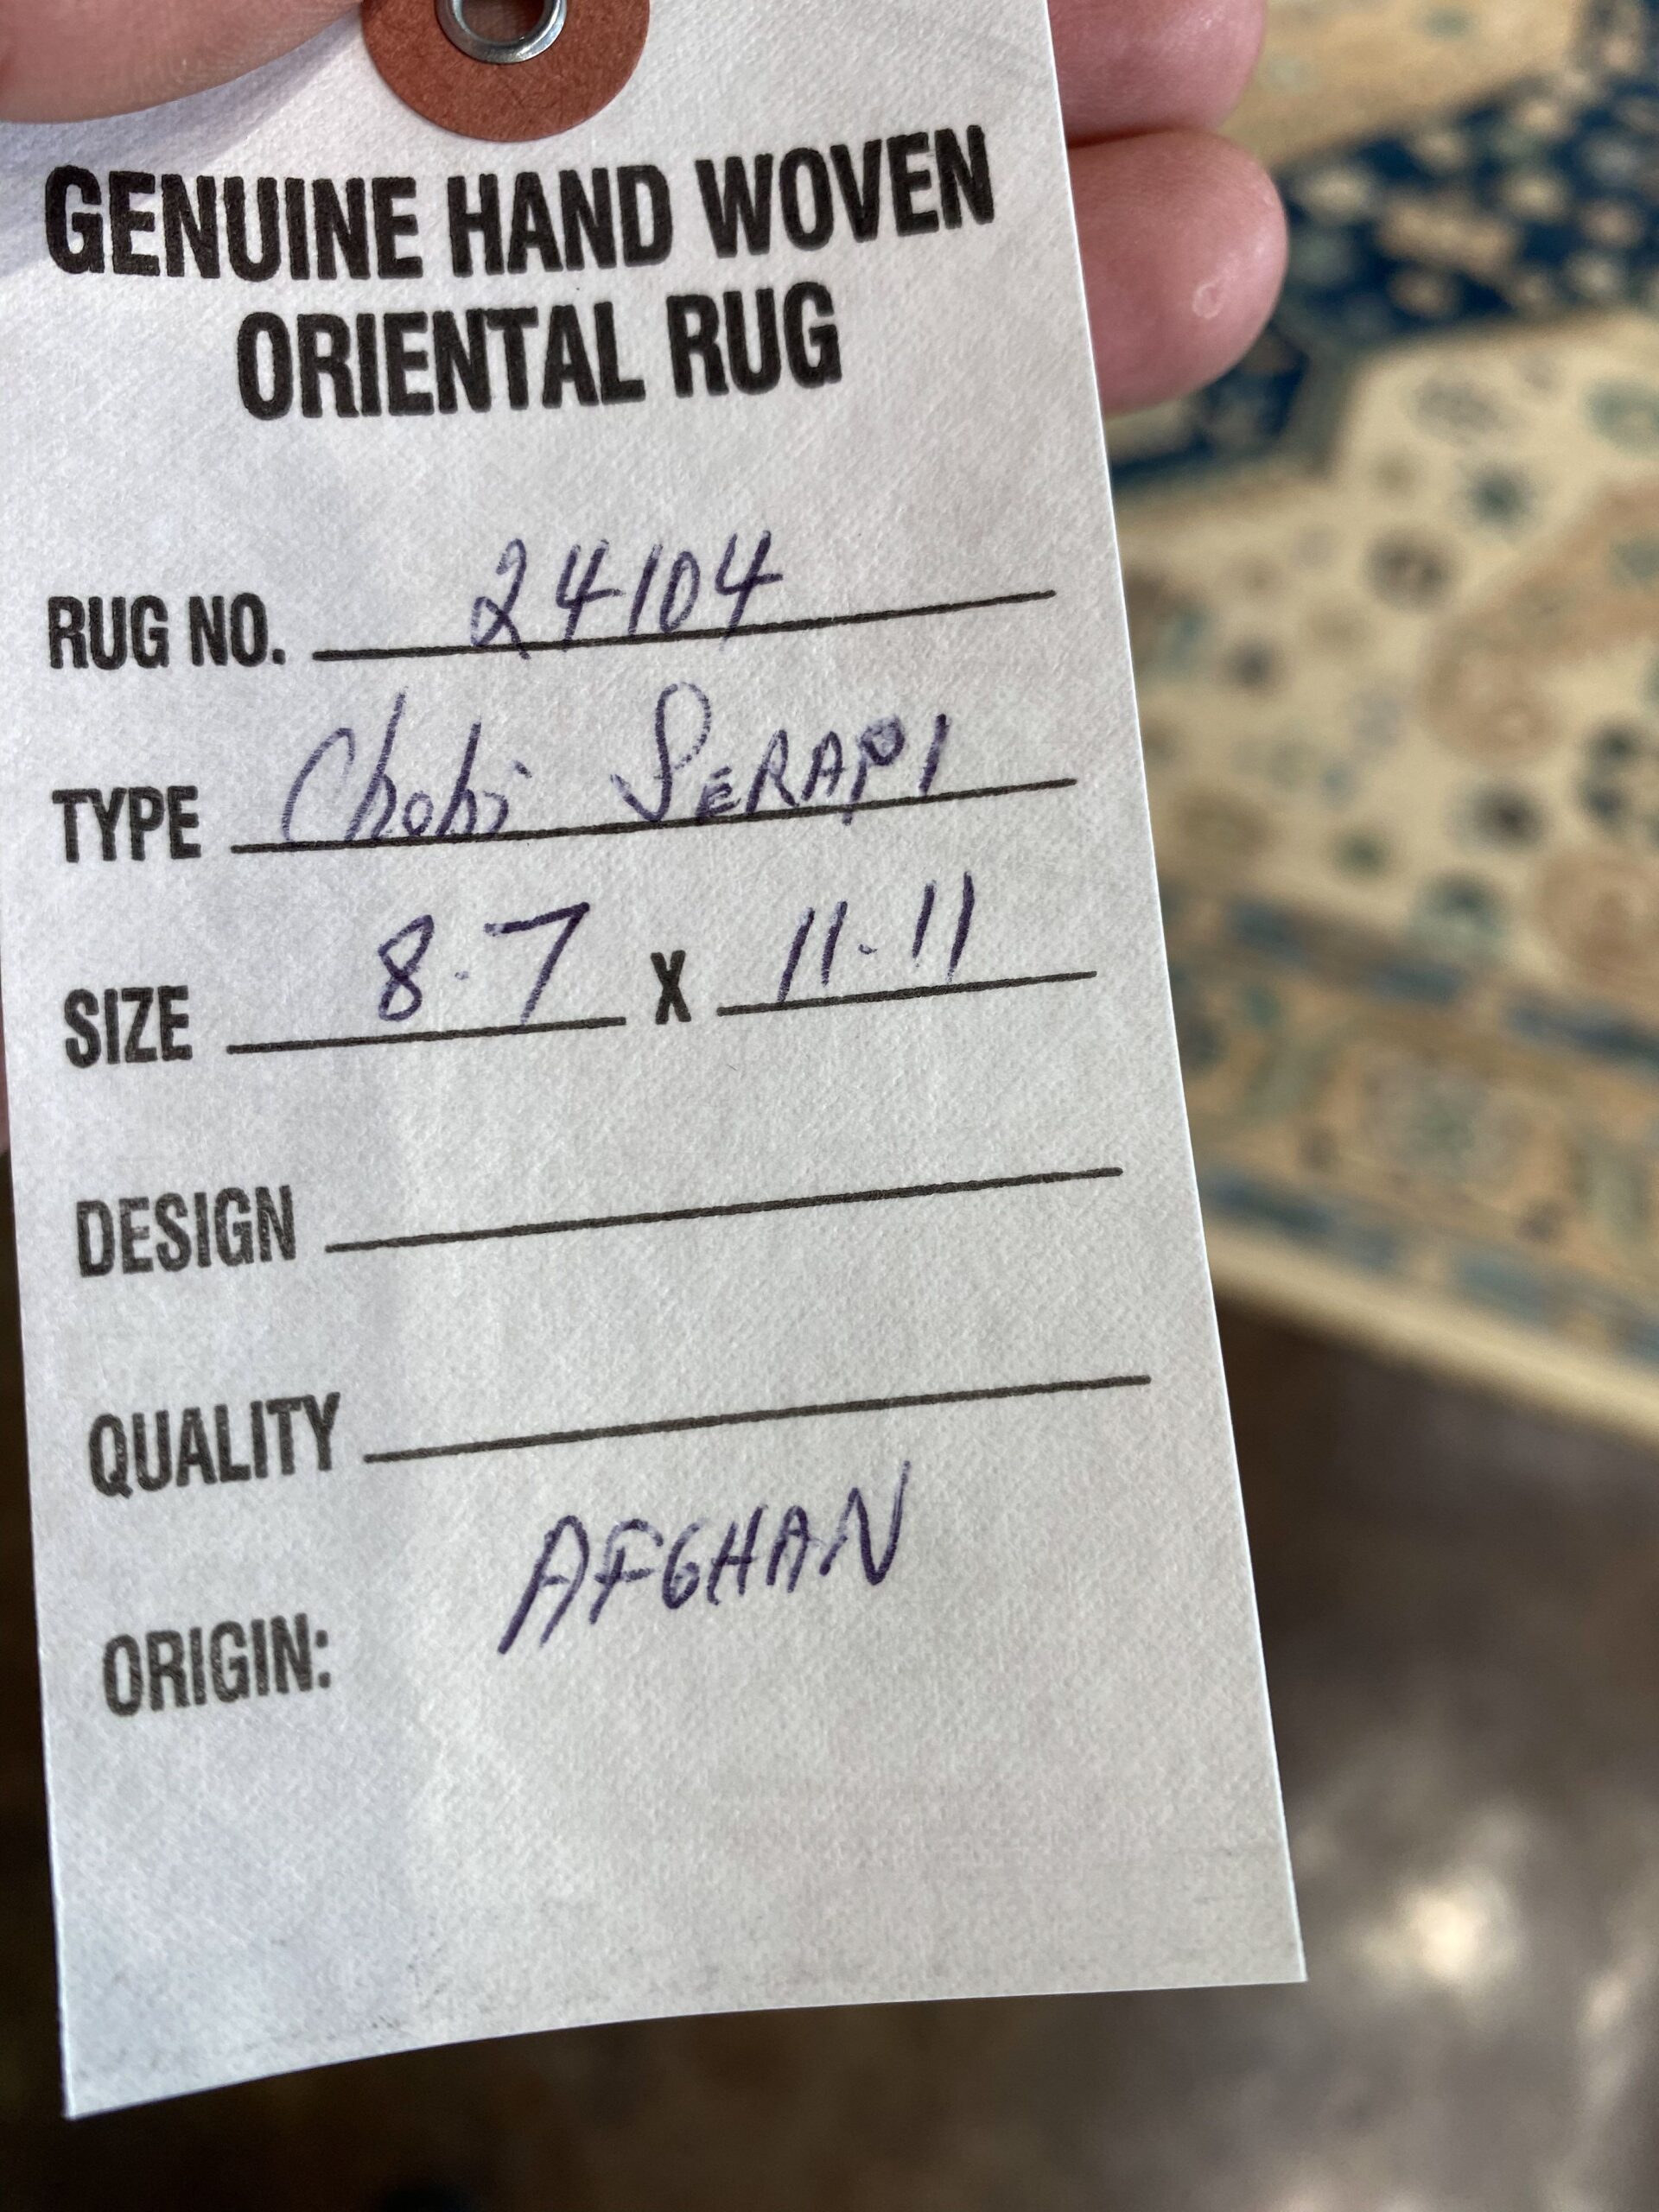 GENUINE HAND WOVEN
ORIENTAL RUG
RUG NO. 24104
TYPE Chobi SERAPI
SIZE 8.7 X 11.11
DESIGN
QUALITY
ORIGIN: AFGHAN